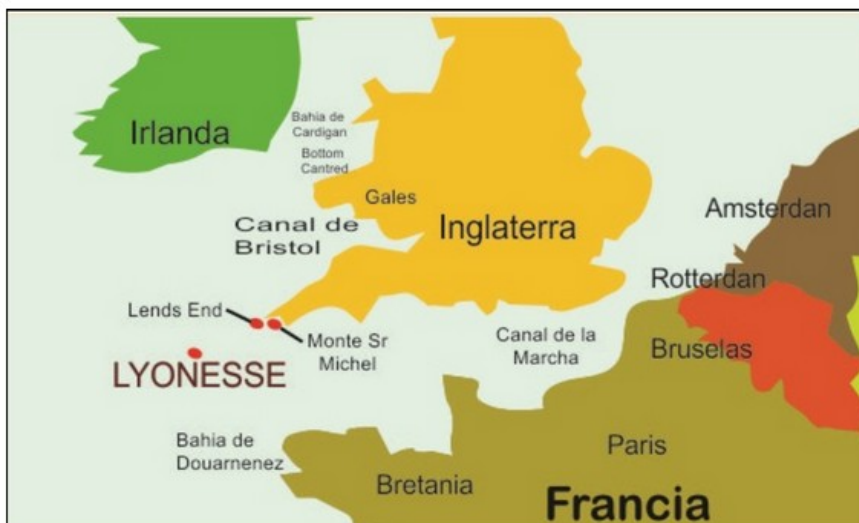 Irlanda
Bahia de
Cardigan
Bottom
Cantred
Gales
Canal de
Bristol
Inglaterra
Amsterdan
Rotterdan
Lends End
Monte Sr
Michel
Canal de la
Marcha
Bruselas
LYONESSE
Bahia de
Douarnenez
Bretania
Paris
Francia